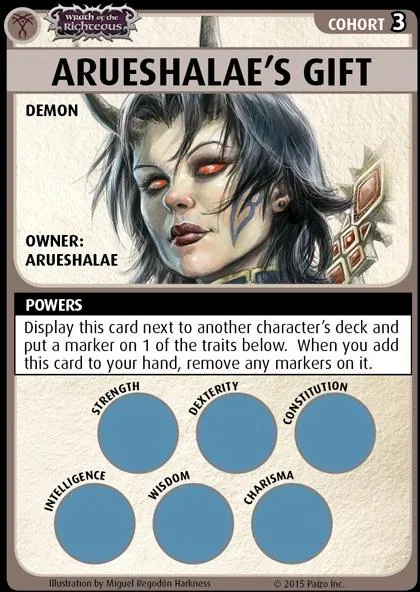 WRATH of the
RIGHTEOUS
COHORT 3
ARUESHALAE'S GIFT
DEMON
OWNER:
ARUESHALAE
POWERS
Display this card next to another character's deck and
put a marker on 1 of the traits below. When you add
this card to your hand, remove any markers on it.
STRENGTH
DEXTERITY
CONSTITUTION
INTELLIGENCE
WISDOM
CHARISMA
Illustration by Miguel Regodón Harkness
© 2015 Paizo Inc.